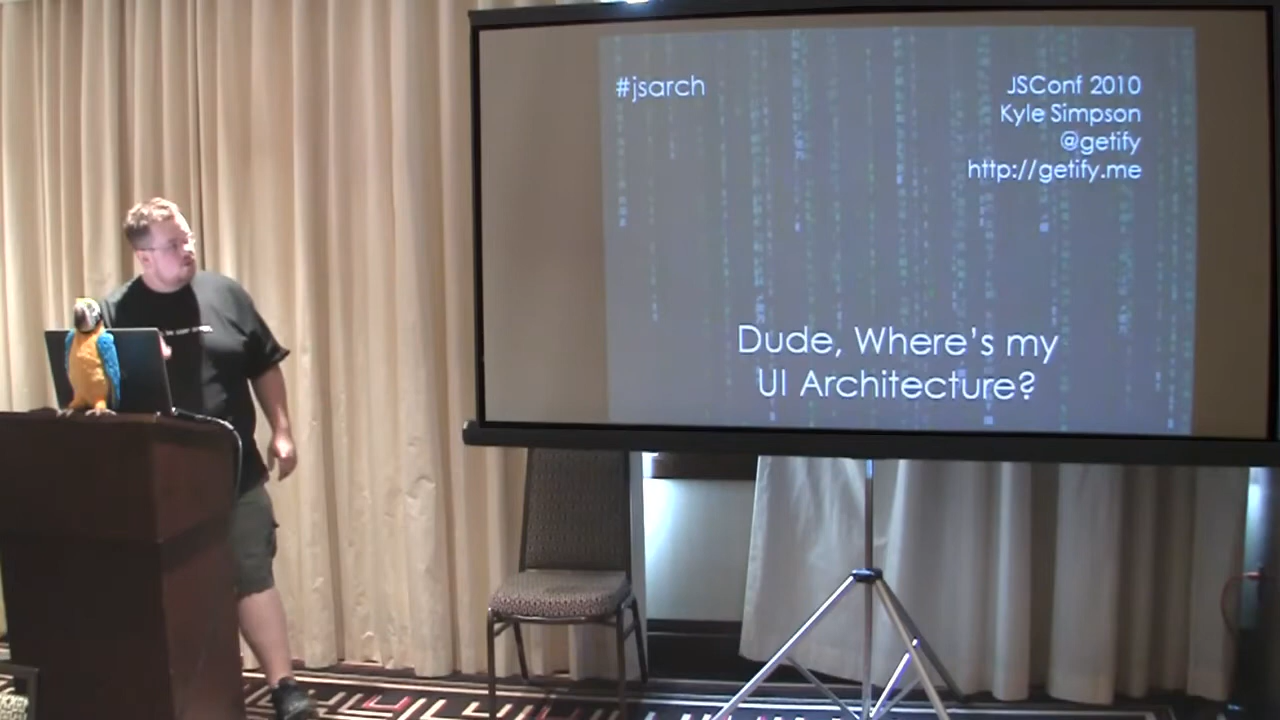 #jsarch
JSConf 2010
Kyle Simpson
@getify
http://getify.me
Dude, Where's my
UI Architecture?